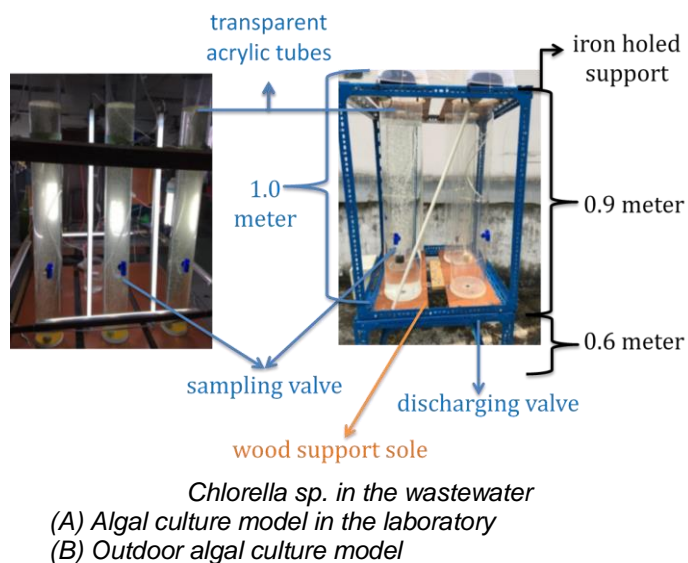 transparent
acrylic tubes
iron holed
support
1.0
meter
0.9 meter
0.6 meter
sampling valve
discharging valve
wood support sole
Chlorella sp. in the wastewater
(A) Algal culture model in the laboratory
(B) Outdoor algal culture model